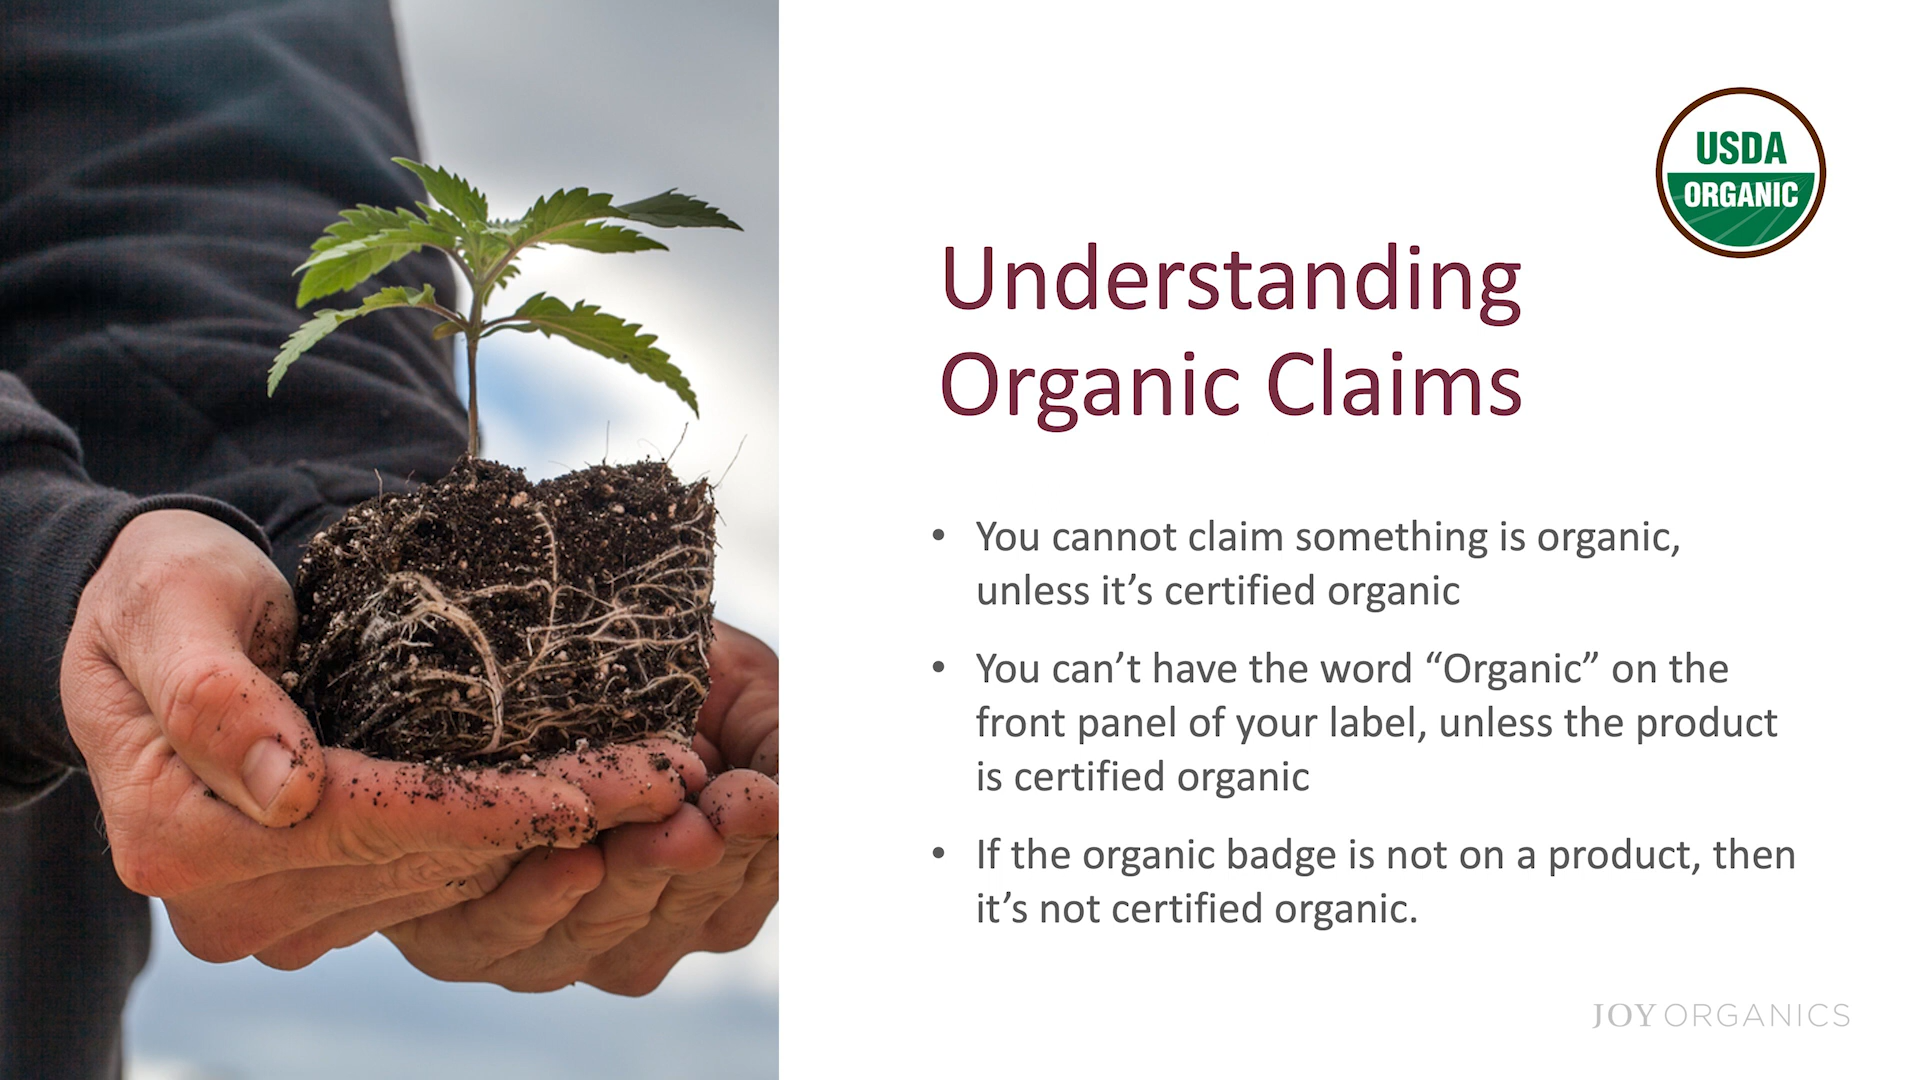 USDA
ORGANIC
Understanding
Organic Claims
• You cannot claim something is organic,
unless it’s certified organic
• You can’t have the word “Organic” on the
front panel of your label, unless the product
is certified organic
• If the organic badge is not on a product, then
it’s not certified organic.
JOY ORGANICS